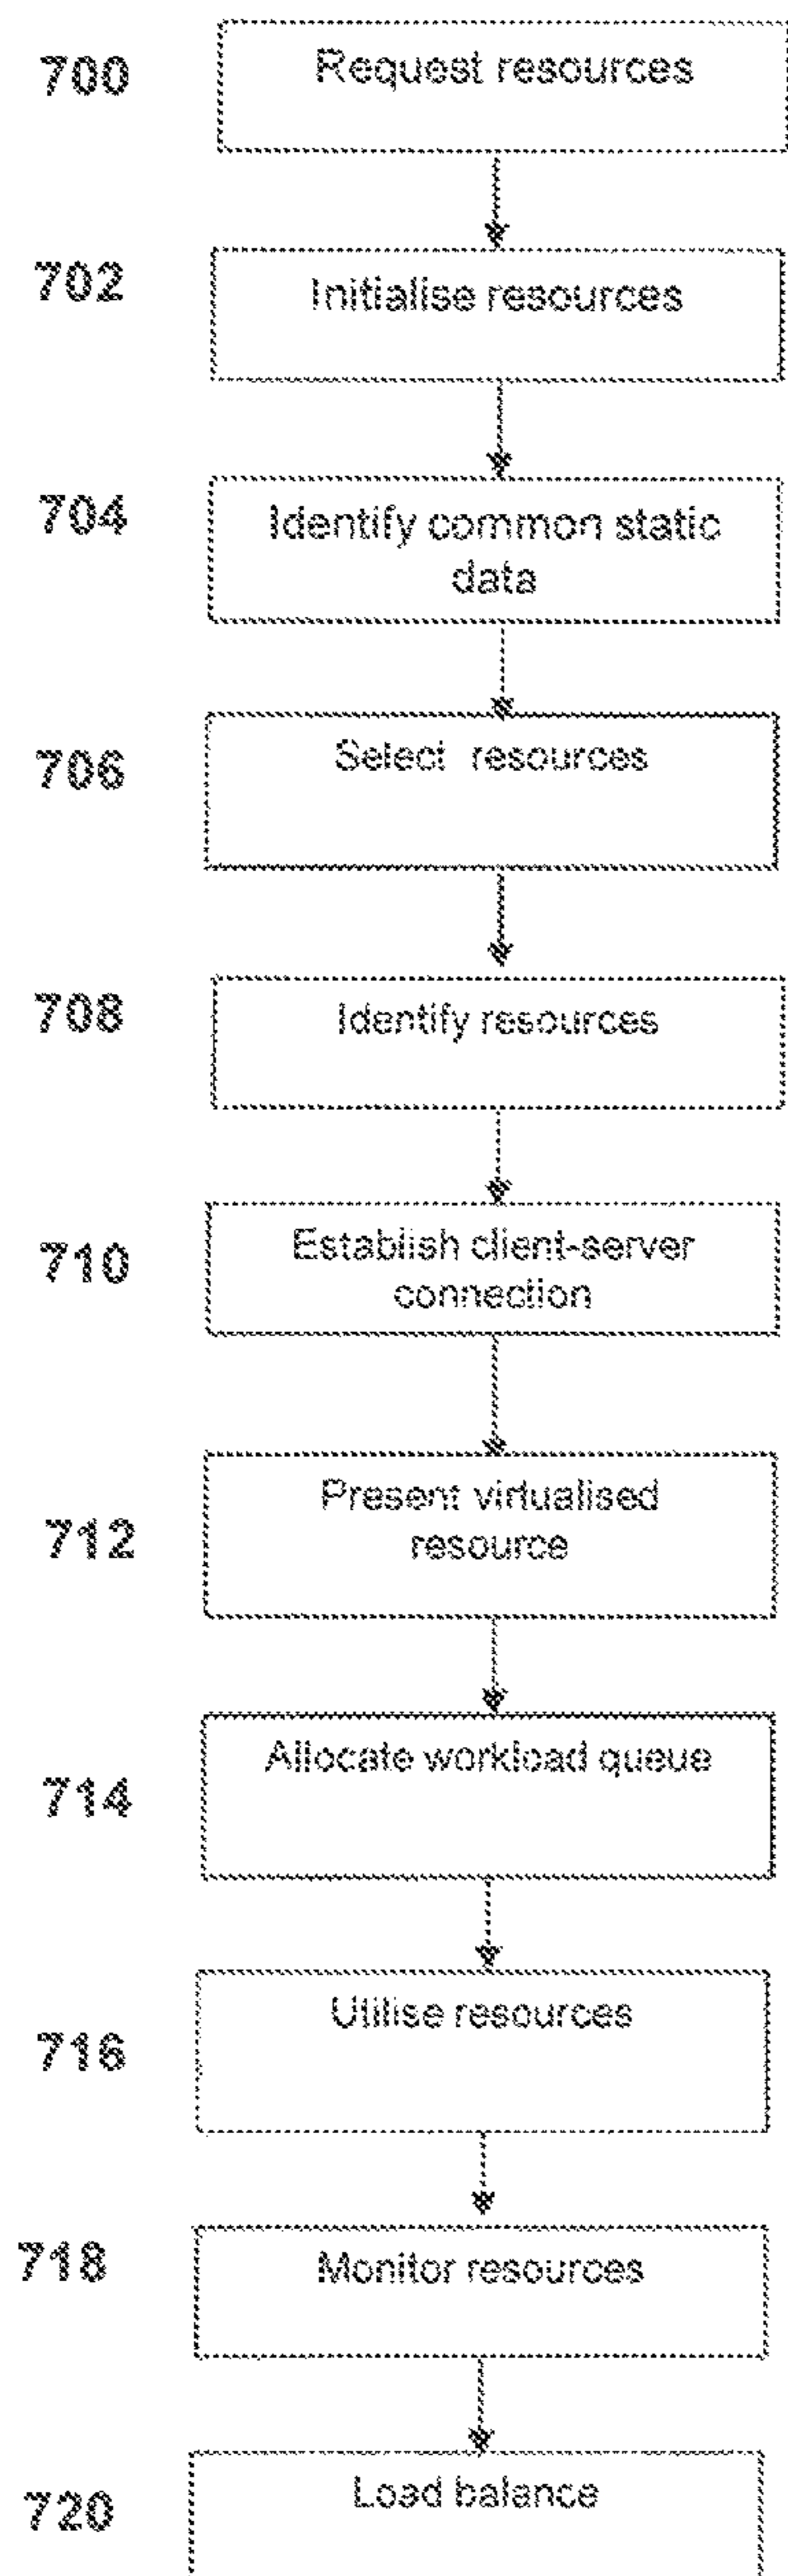 700
Request resources
702
Initialise resources
704
Identify common static
data
706
Select resources
708
Identify resources
710
Establish client-server
connection
712
Present virtualised
resource
714
Allocate workload queue
716
Utilise resources
718
Monitor resources
720
Load balance